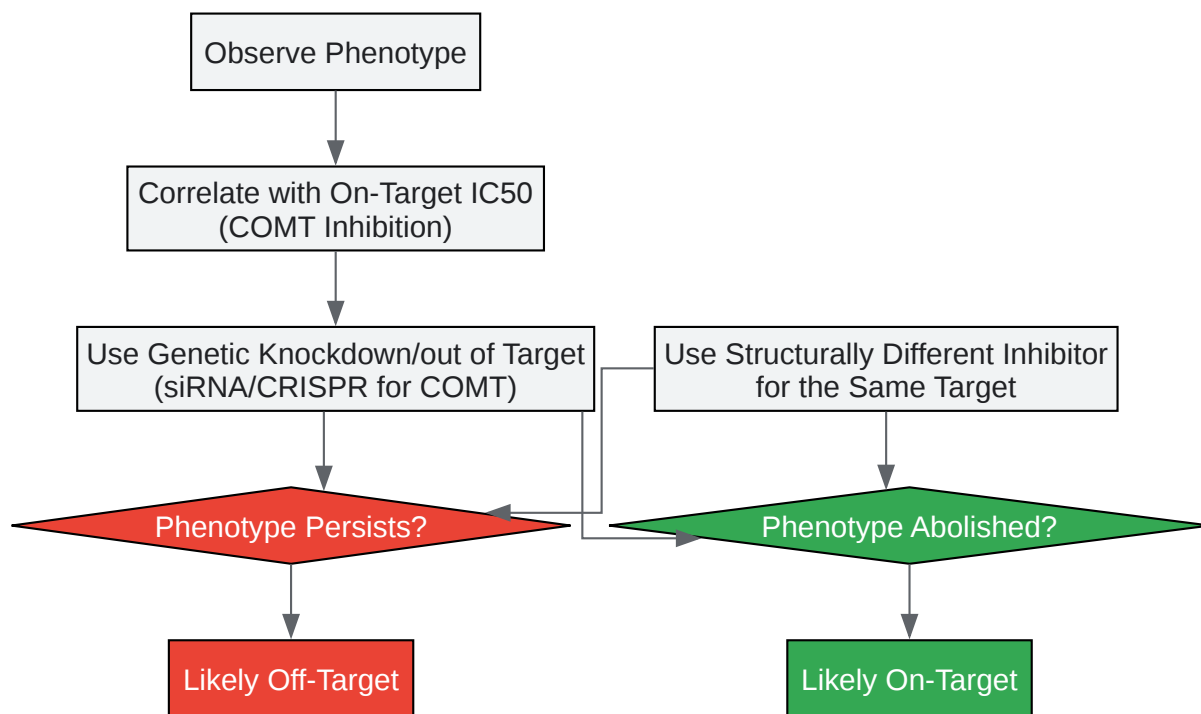 Observe Phenotype
Correlate with On-Target IC50
(COMT Inhibition)
Use Genetic Knockdown/out of Target
(siRNA/CRISPR for COMT)
Use Structurally Different Inhibitor
for the Same Target
Phenotype Persists?
Phenotype Abolished?
Likely Off-Target
Likely On-Target